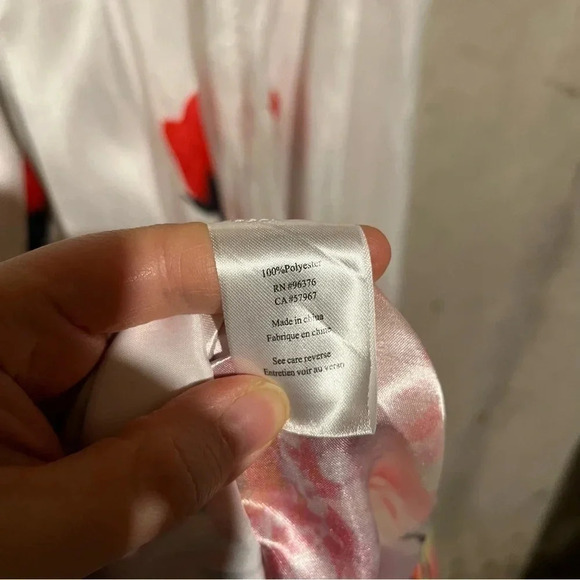 100%Polyester
RN #96376
CA #57967
Made in china
Fabrique en chine
See care reverse
Entretien voir au verso